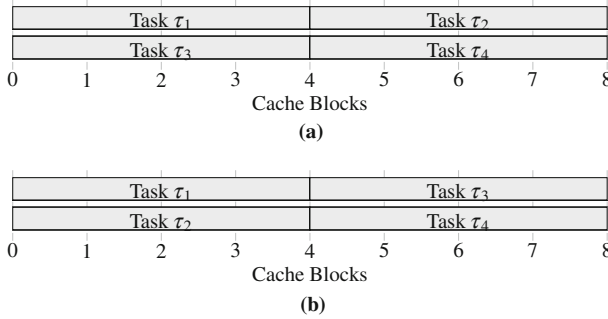 Task τ₁ Task τ₂
Task τ₃ Task τ₄
0 1 2 3 4 5 6 7 8
Cache Blocks
(a)
Task τ₁ Task τ₃
Task τ₂ Task τ₄
0 1 2 3 4 5 6 7 8
Cache Blocks
(b)